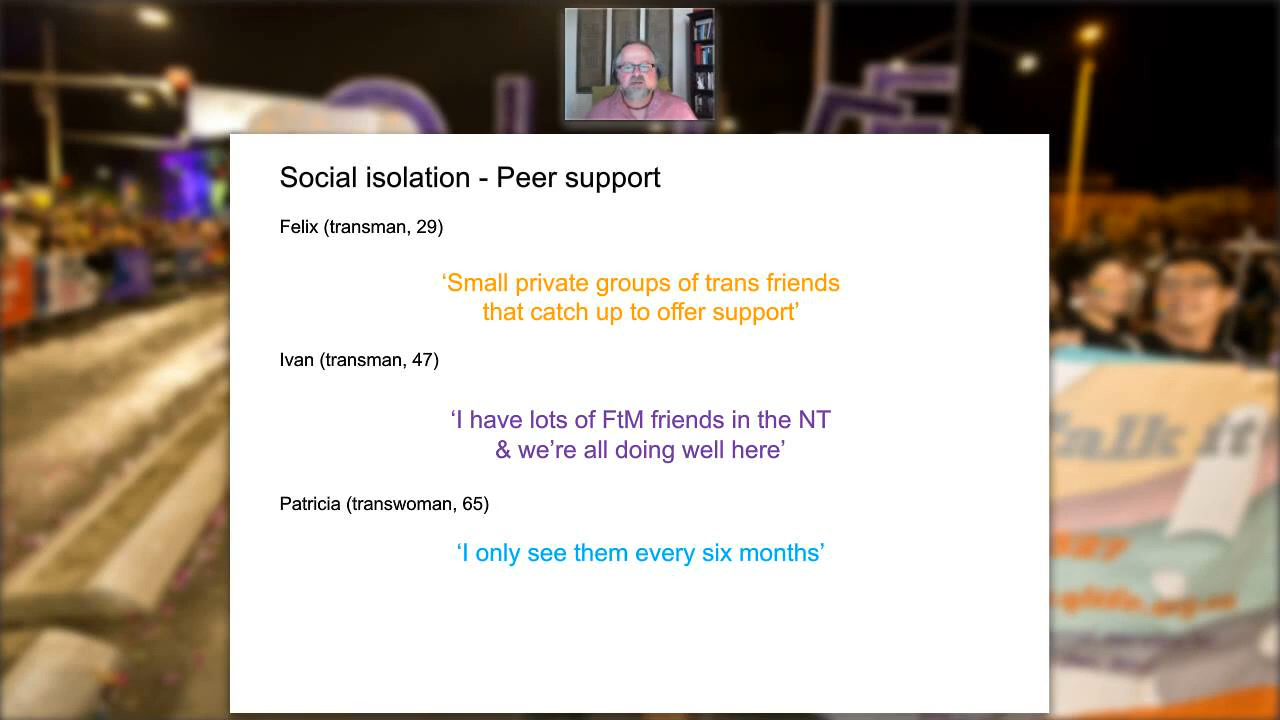 Social isolation - Peer support
Felix (transman, 29)
‘Small private groups of trans friends
that catch up to offer support’
Ivan (transman, 47)
‘I have lots of FtM friends in the NT
& we’re all doing well here’
Patricia (transwoman, 65)
‘I only see them every six months’
talk it